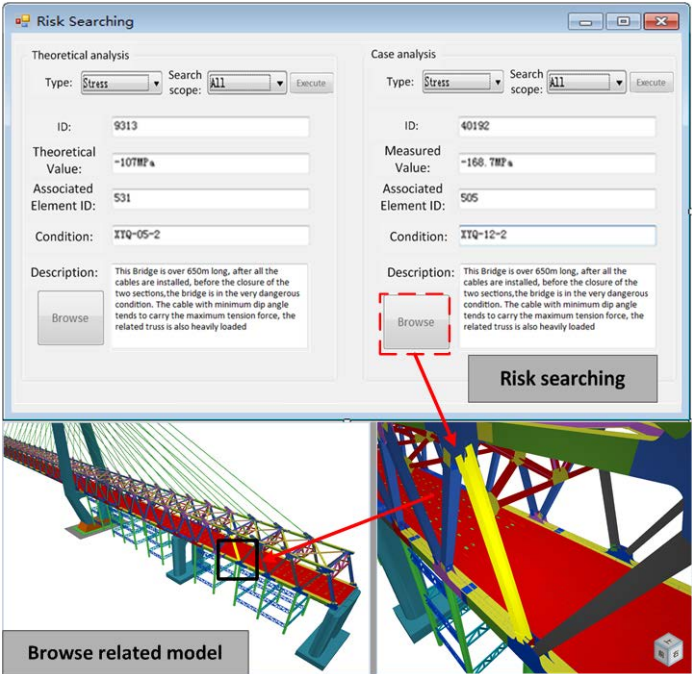 Risk Searching
Theoretical analysis
Type: Stress Search scope: All Execute
ID: 9313
Theoretical Value: -107MPa
Associated Element ID: 531
Condition: XTQ-05-2
Description:
This Bridge is over 650m long, after all the
cables are installed, before the closure of the
two sections,the bridge is in the very dangerous
condition. The cable with minimum dip angle
tends to carry the maximum tension force, the
related truss is also heavily loaded
Browse
Case analysis
Type: Stress Search scope: All Execute
ID: 40192
Measured Value: -168.7MPa
Associated Element ID: 505
Condition: XTQ-12-2
Description:
This Bridge is over 650m long, after all the
cables are installed, before the closure of the
two sections,the bridge is in the very dangerous
condition. The cable with minimum dip angle
tends to carry the maximum tension force, the
related truss is also heavily loaded
Browse
Risk searching
Browse related model